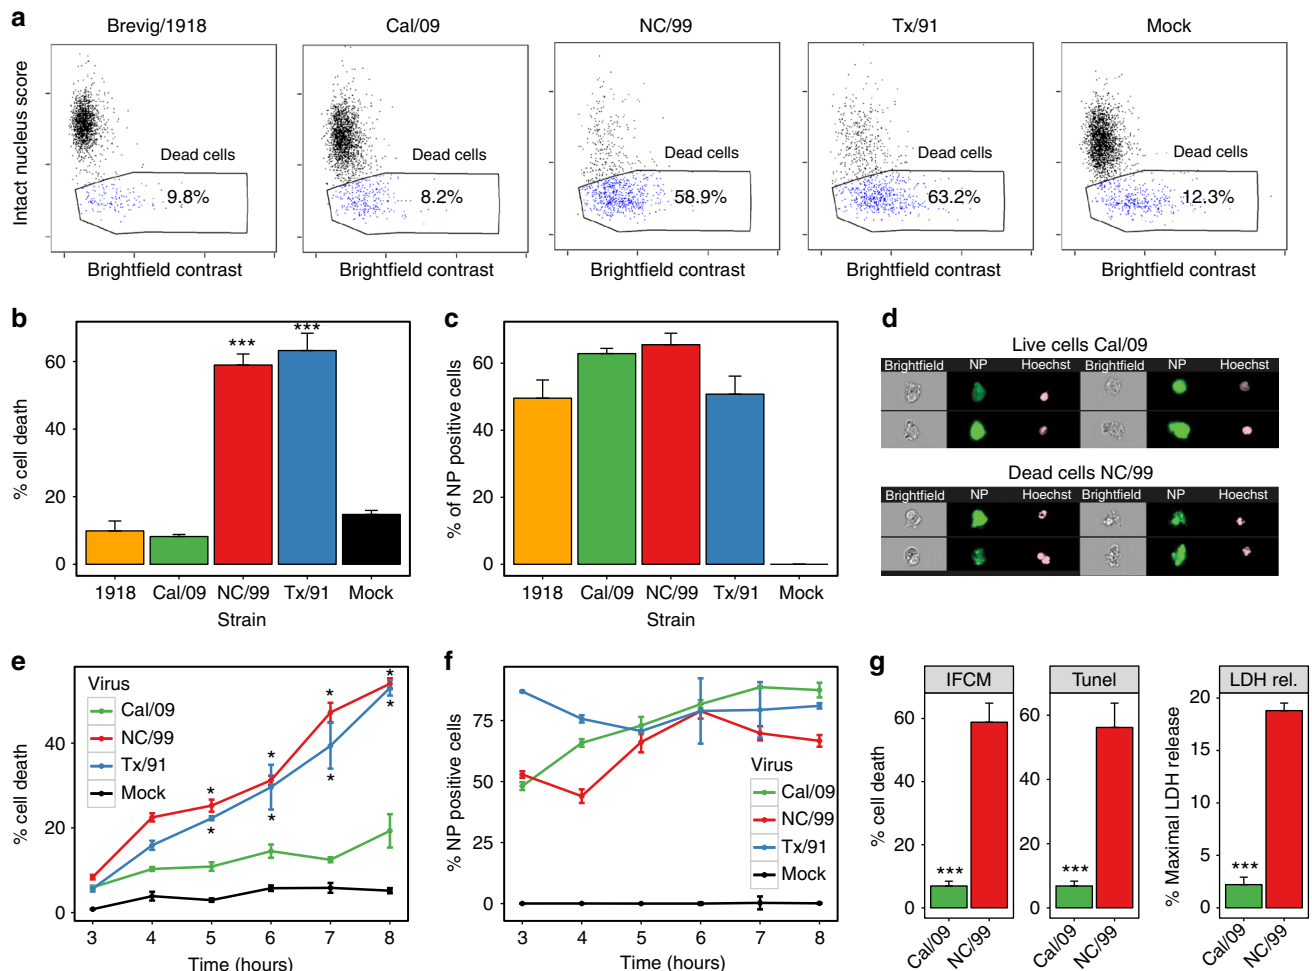 a
Brevig/1918
Cal/09
NC/99
Tx/91
Mock
Intact nucleus score
Dead cells
9.8%
Dead cells
8.2%
Dead cells
58.9%
Dead cells
63.2%
Dead cells
12.3%
Brightfield contrast
Brightfield contrast
Brightfield contrast
Brightfield contrast
Brightfield contrast
b
% cell death
60
40
20
0
***
***
1918 Cal/09 NC/99 Tx/91 Mock
Strain
c
% of NP positive cells
60
40
20
0
1918 Cal/09 NC/99 Tx/91 Mock
Strain
d
Live cells Cal/09
Brightfield NP Hoechst Brightfield NP Hoechst
Dead cells NC/99
Brightfield NP Hoechst Brightfield NP Hoechst
e
% cell death
40
20
0
Virus
Cal/09
NC/99
Tx/91
Mock
*
*
*
*
*
*
*
*
3 4 5 6 7 8
Time (hours)
f
% NP positive cells
75
50
25
0
Virus
Cal/09
NC/99
Tx/91
Mock
3 4 5 6 7 8
Time (hours)
g
IFCM
% cell death
60
40
20
0
***
Cal/09
NC/99
Tunel
60
40
20
0
***
Cal/09
NC/99
LDH rel.
% Maximal LDH release
20
15
10
5
0
***
Cal/09
NC/99